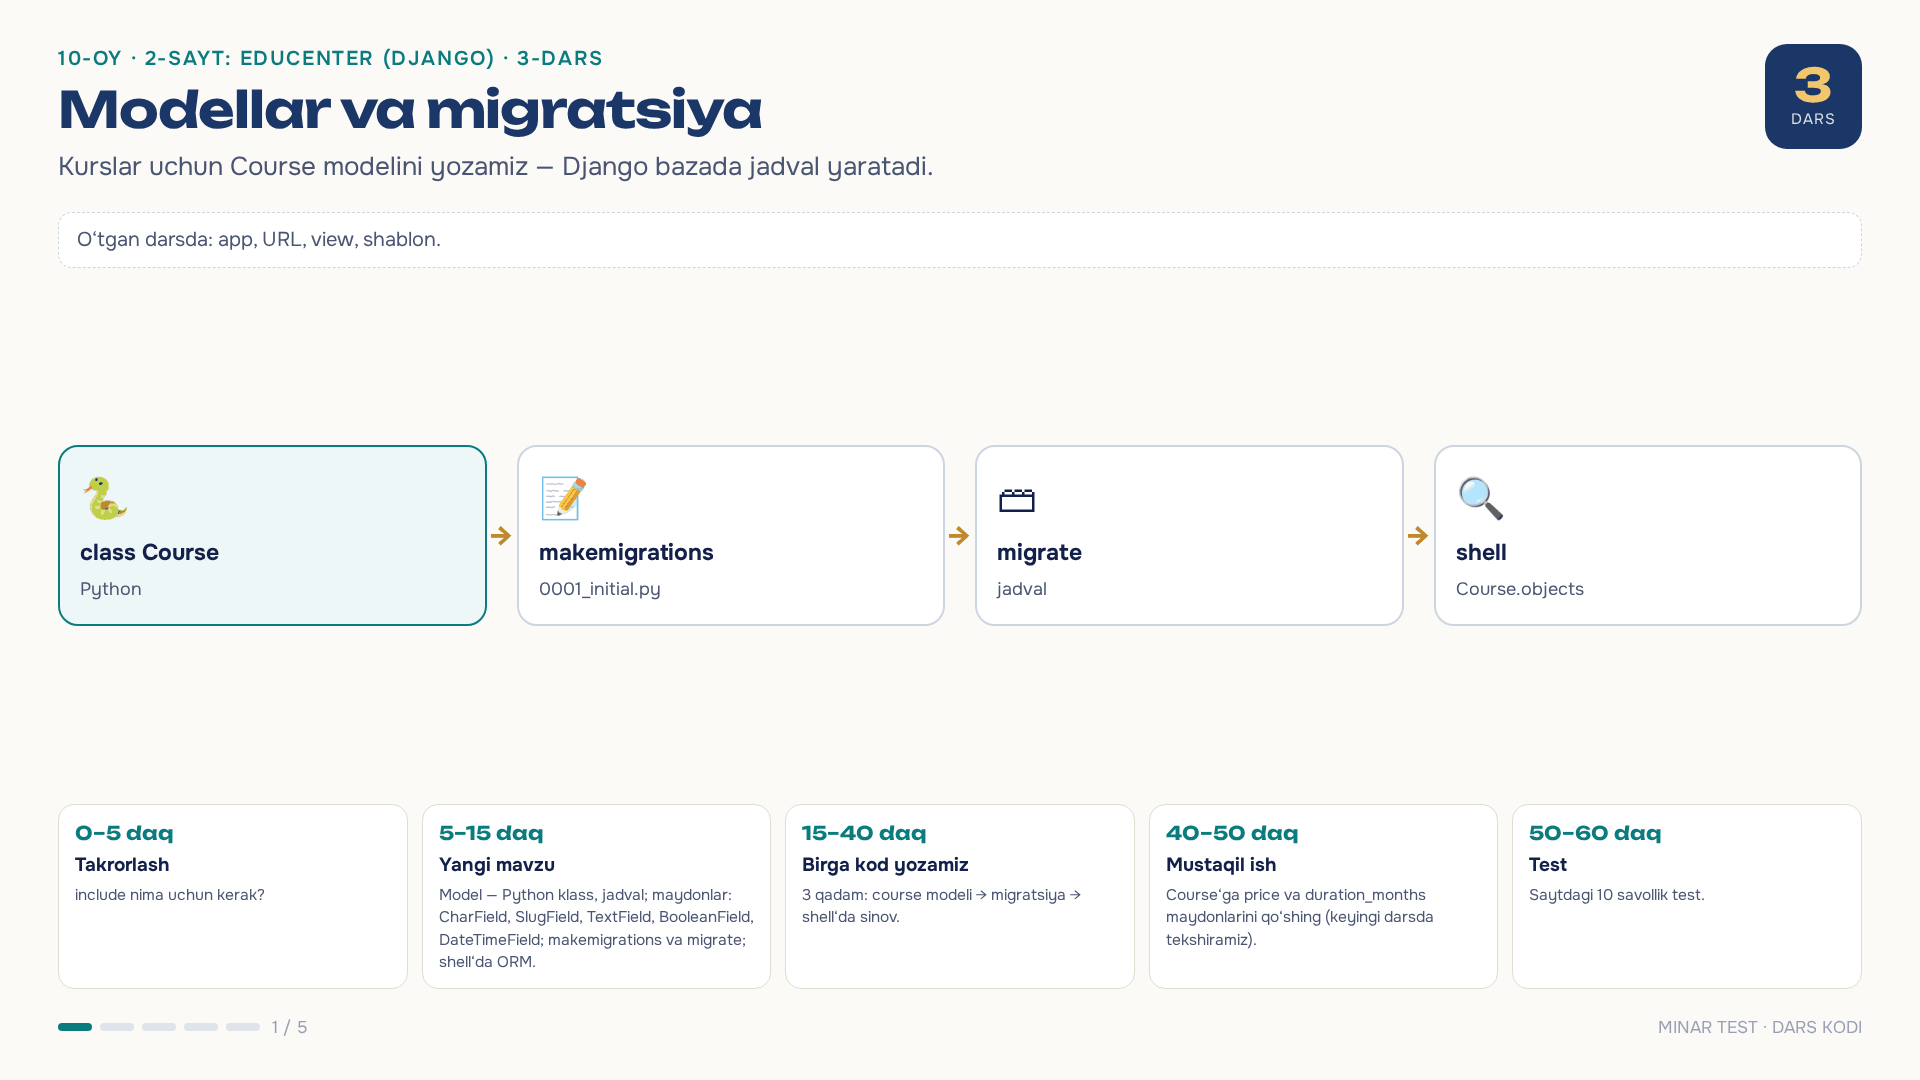 10-OY · 2-SAYT: EDUCENTER (DJANGO) · 3-DARS
Modellar va migratsiya
Kurslar uchun Course modelini yozamiz — Django bazada jadval yaratadi.
3
DARS
O‘tgan darsda: app, URL, view, shablon.
class Course
Python
→
makemigrations
0001_initial.py
→
migrate
jadval
→
shell
Course.objects
0–5 daq
Takrorlash
include nima uchun kerak?
5–15 daq
Yangi mavzu
Model — Python klass, jadval; maydonlar:
CharField, SlugField, TextField, BooleanField,
DateTimeField; makemigrations va migrate;
shell‘da ORM.
15–40 daq
Birga kod yozamiz
3 qadam: course modeli → migratsiya →
shell‘da sinov.
40–50 daq
Mustaqil ish
Course‘ga price va duration_months
maydonlarini qo‘shing (keyingi darsda
tekshiramiz).
50–60 daq
Test
Saytdagi 10 savollik test.
1 / 5
MINAR TEST · DARS KODI